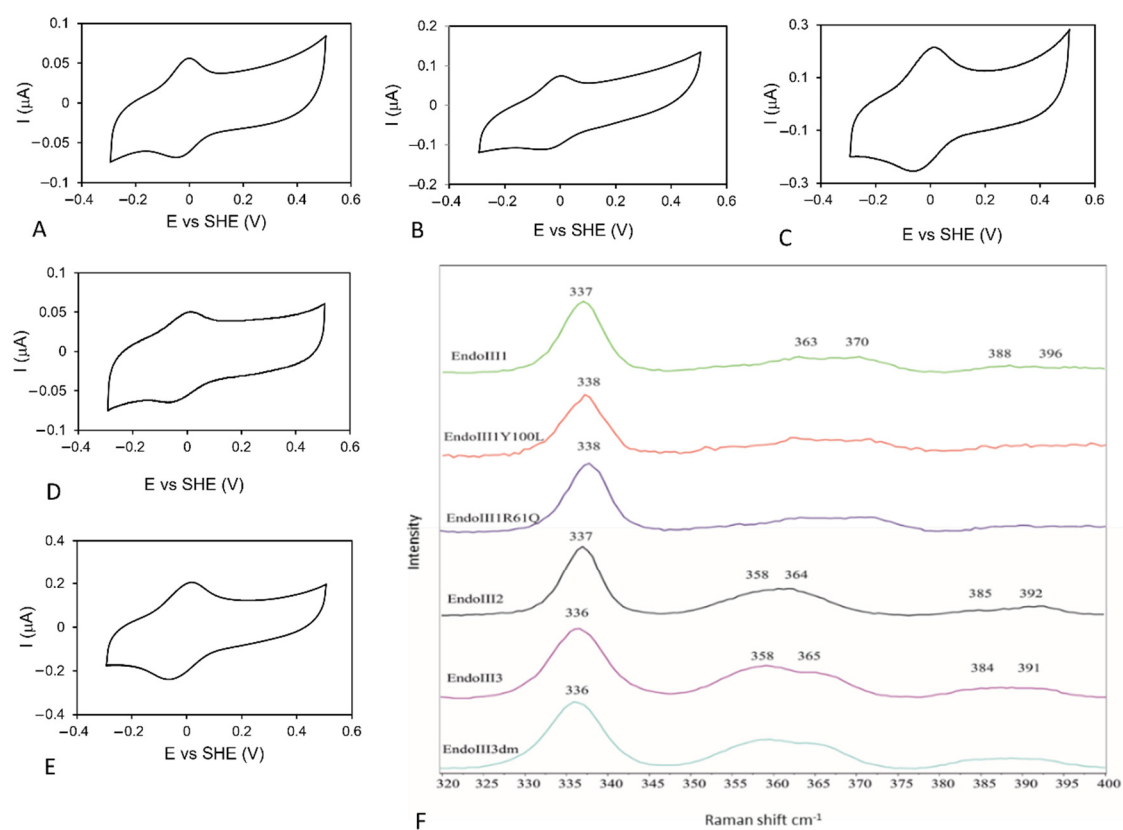 0.1
0.05
0
−0.05
−0.1
I (µA)
−0.4 −0.2 0 0.2 0.4 0.6
E vs SHE (V)
A
0.2
0.1
0
−0.1
−0.2
I (µA)
−0.4 −0.2 0 0.2 0.4 0.6
E vs SHE (V)
B
0.3
0.1
−0.1
−0.3
I (µA)
−0.4 −0.2 0 0.2 0.4 0.6
E vs SHE (V)
C
0.1
0.05
0
−0.05
−0.1
I (µA)
−0.4 −0.2 0 0.2 0.4 0.6
E vs SHE (V)
D
0.4
0.2
0
−0.2
−0.4
I (µA)
−0.4 −0.2 0 0.2 0.4 0.6
E vs SHE (V)
E
337
363 370
388 396
EndoIII1
338
EndoIII1Y100L
338
EndoIII1R61Q
337
358 364
385 392
EndoIII2
336
358 365
384 391
EndoIII3
336
EndoIII3dm
Intensity
320 325 330 335 340 345 350 355 360 365 370 375 380 385 390 395 400
Raman shift cm⁻¹
F